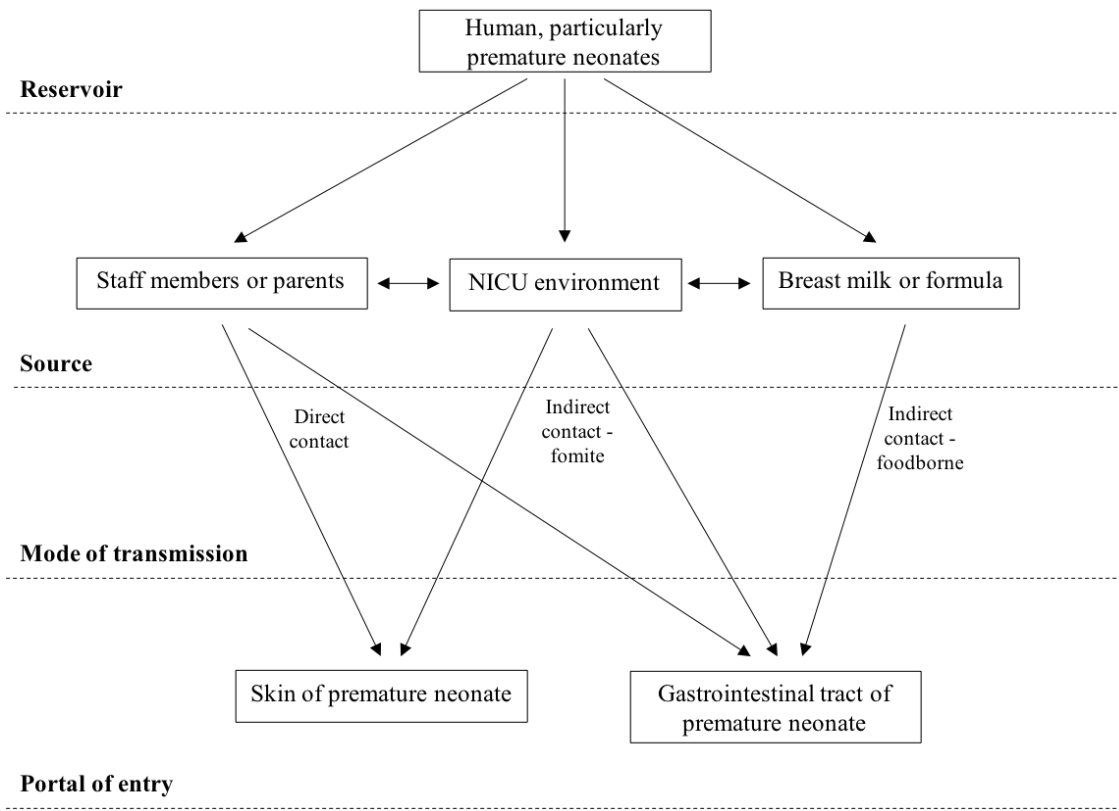 Human, particularly
premature neonates
Reservoir
Staff members or parents
NICU environment
Breast milk or formula
Source
Direct
contact
Indirect
contact -
fomite
Indirect
contact -
foodborne
Mode of transmission
Skin of premature neonate
Gastrointestinal tract of
premature neonate
Portal of entry